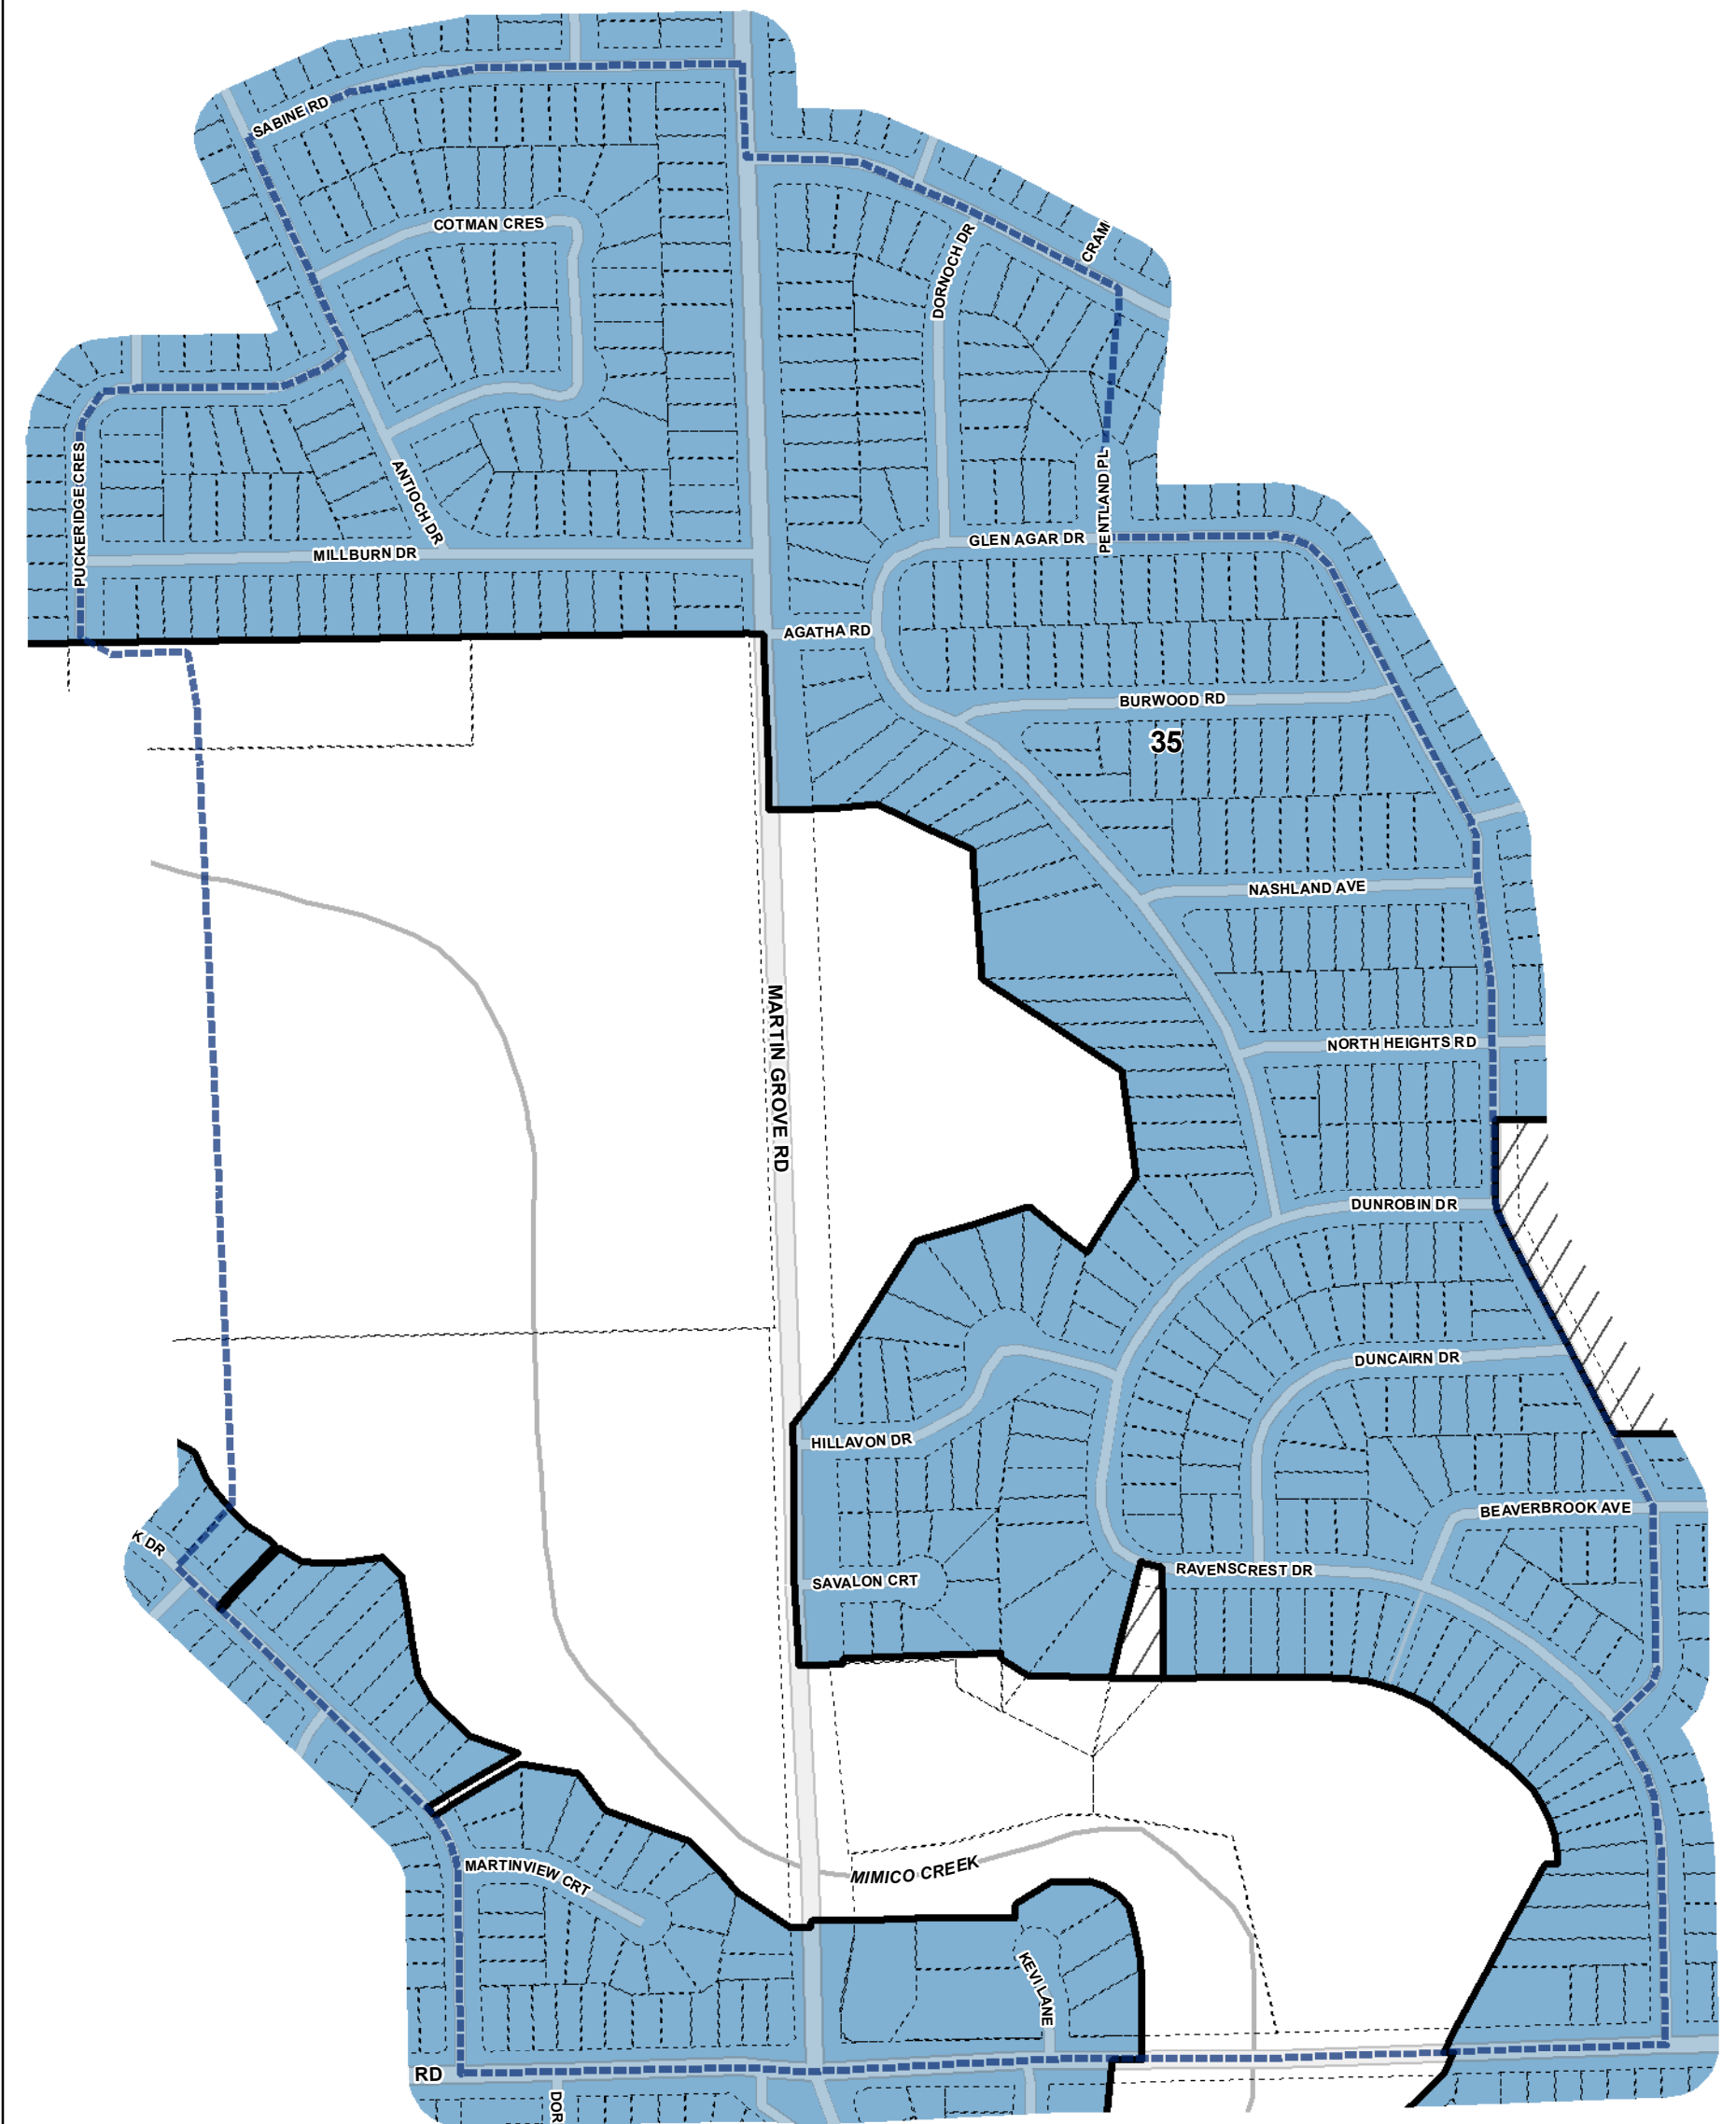 SABINE RD
COTMAN CRES
DORNOCH DR
CRAM
PUCKERIDGE CRES
ANTIOCH DR
MILLBURN DR
GLEN AGAR DR
PENTLAND PL
AGATHA RD
BURWOOD RD
35
NASHLAND AVE
MARTIN GROVE RD
NORTH HEIGHTS RD
DUNROBIN DR
DUNCAIRN DR
HILLAVON DR
BEAVERBROOK AVE
K DR
SAVALON CRT
RAVENSCREST DR
MARTINVIEW CRT
MIMICO CREEK
KEVI LANE
RD
DOR